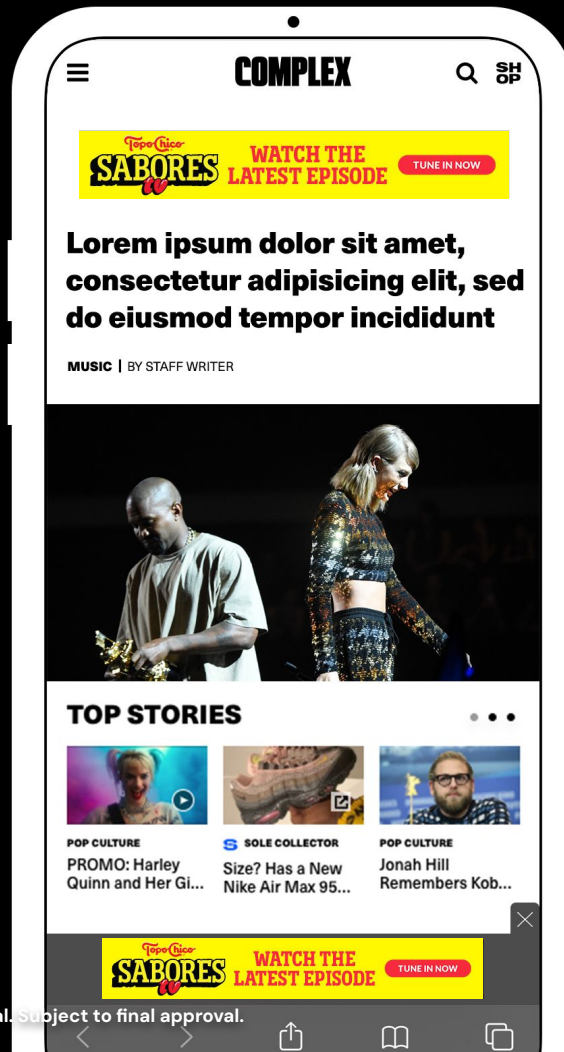 COMPLEX
SH
OP
Topo Chico
SABORES
tv
WATCH THE
LATEST EPISODE
TUNE IN NOW
Lorem ipsum dolor sit amet,
consectetur adipisicing elit, sed
do eiusmod tempor incididunt
MUSIC | BY STAFF WRITER
TOP STORIES
POP CULTURE
PROMO: Harley
Quinn and Her Gi...
S SOLE COLLECTOR
Size? Has a New
Nike Air Max 95...
POP CULTURE
Jonah Hill
Remembers Kob...
Topo Chico
SABORES
tv
WATCH THE
LATEST EPISODE
TUNE IN NOW
l. Subject to final approval.